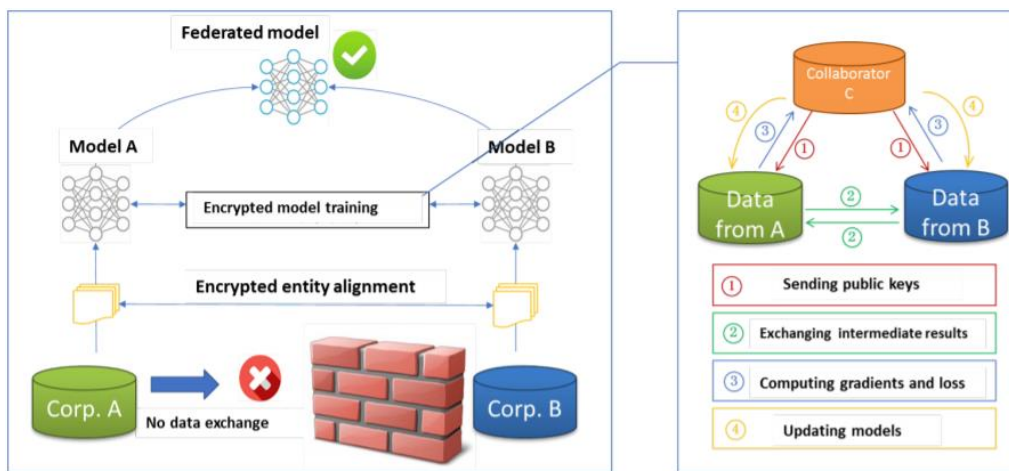 Federated model
Model A
Model B
Encrypted model training
Encrypted entity alignment
Corp. A
No data exchange
Corp. B
Collaborator
C
④
③
①
①
③
④
Data
from A
②
②
Data
from B
① Sending public keys
② Exchanging intermediate results
③ Computing gradients and loss
④ Updating models